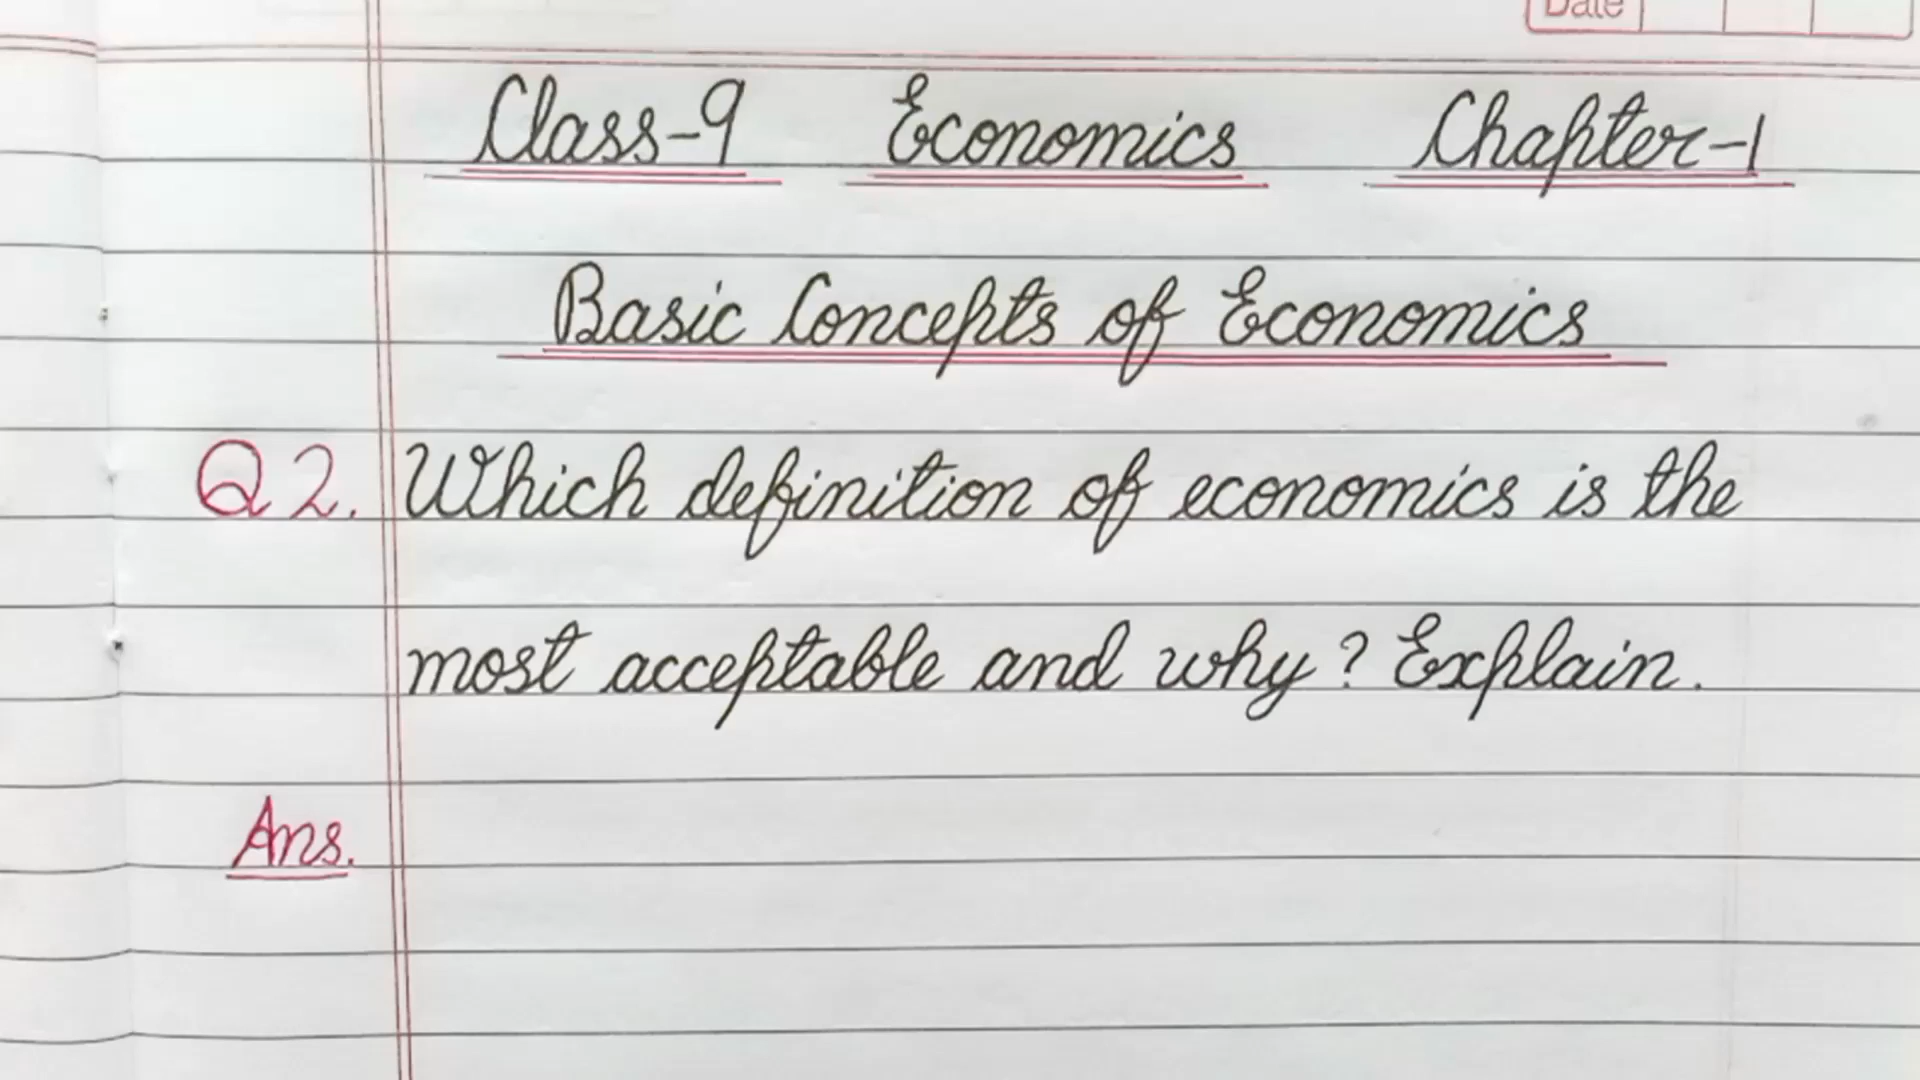 Date
Class-9 Economics Chapter-1
Basic Concepts of Economics
Q2. Which definition of economics is the
most acceptable and why? Explain.
Ans.